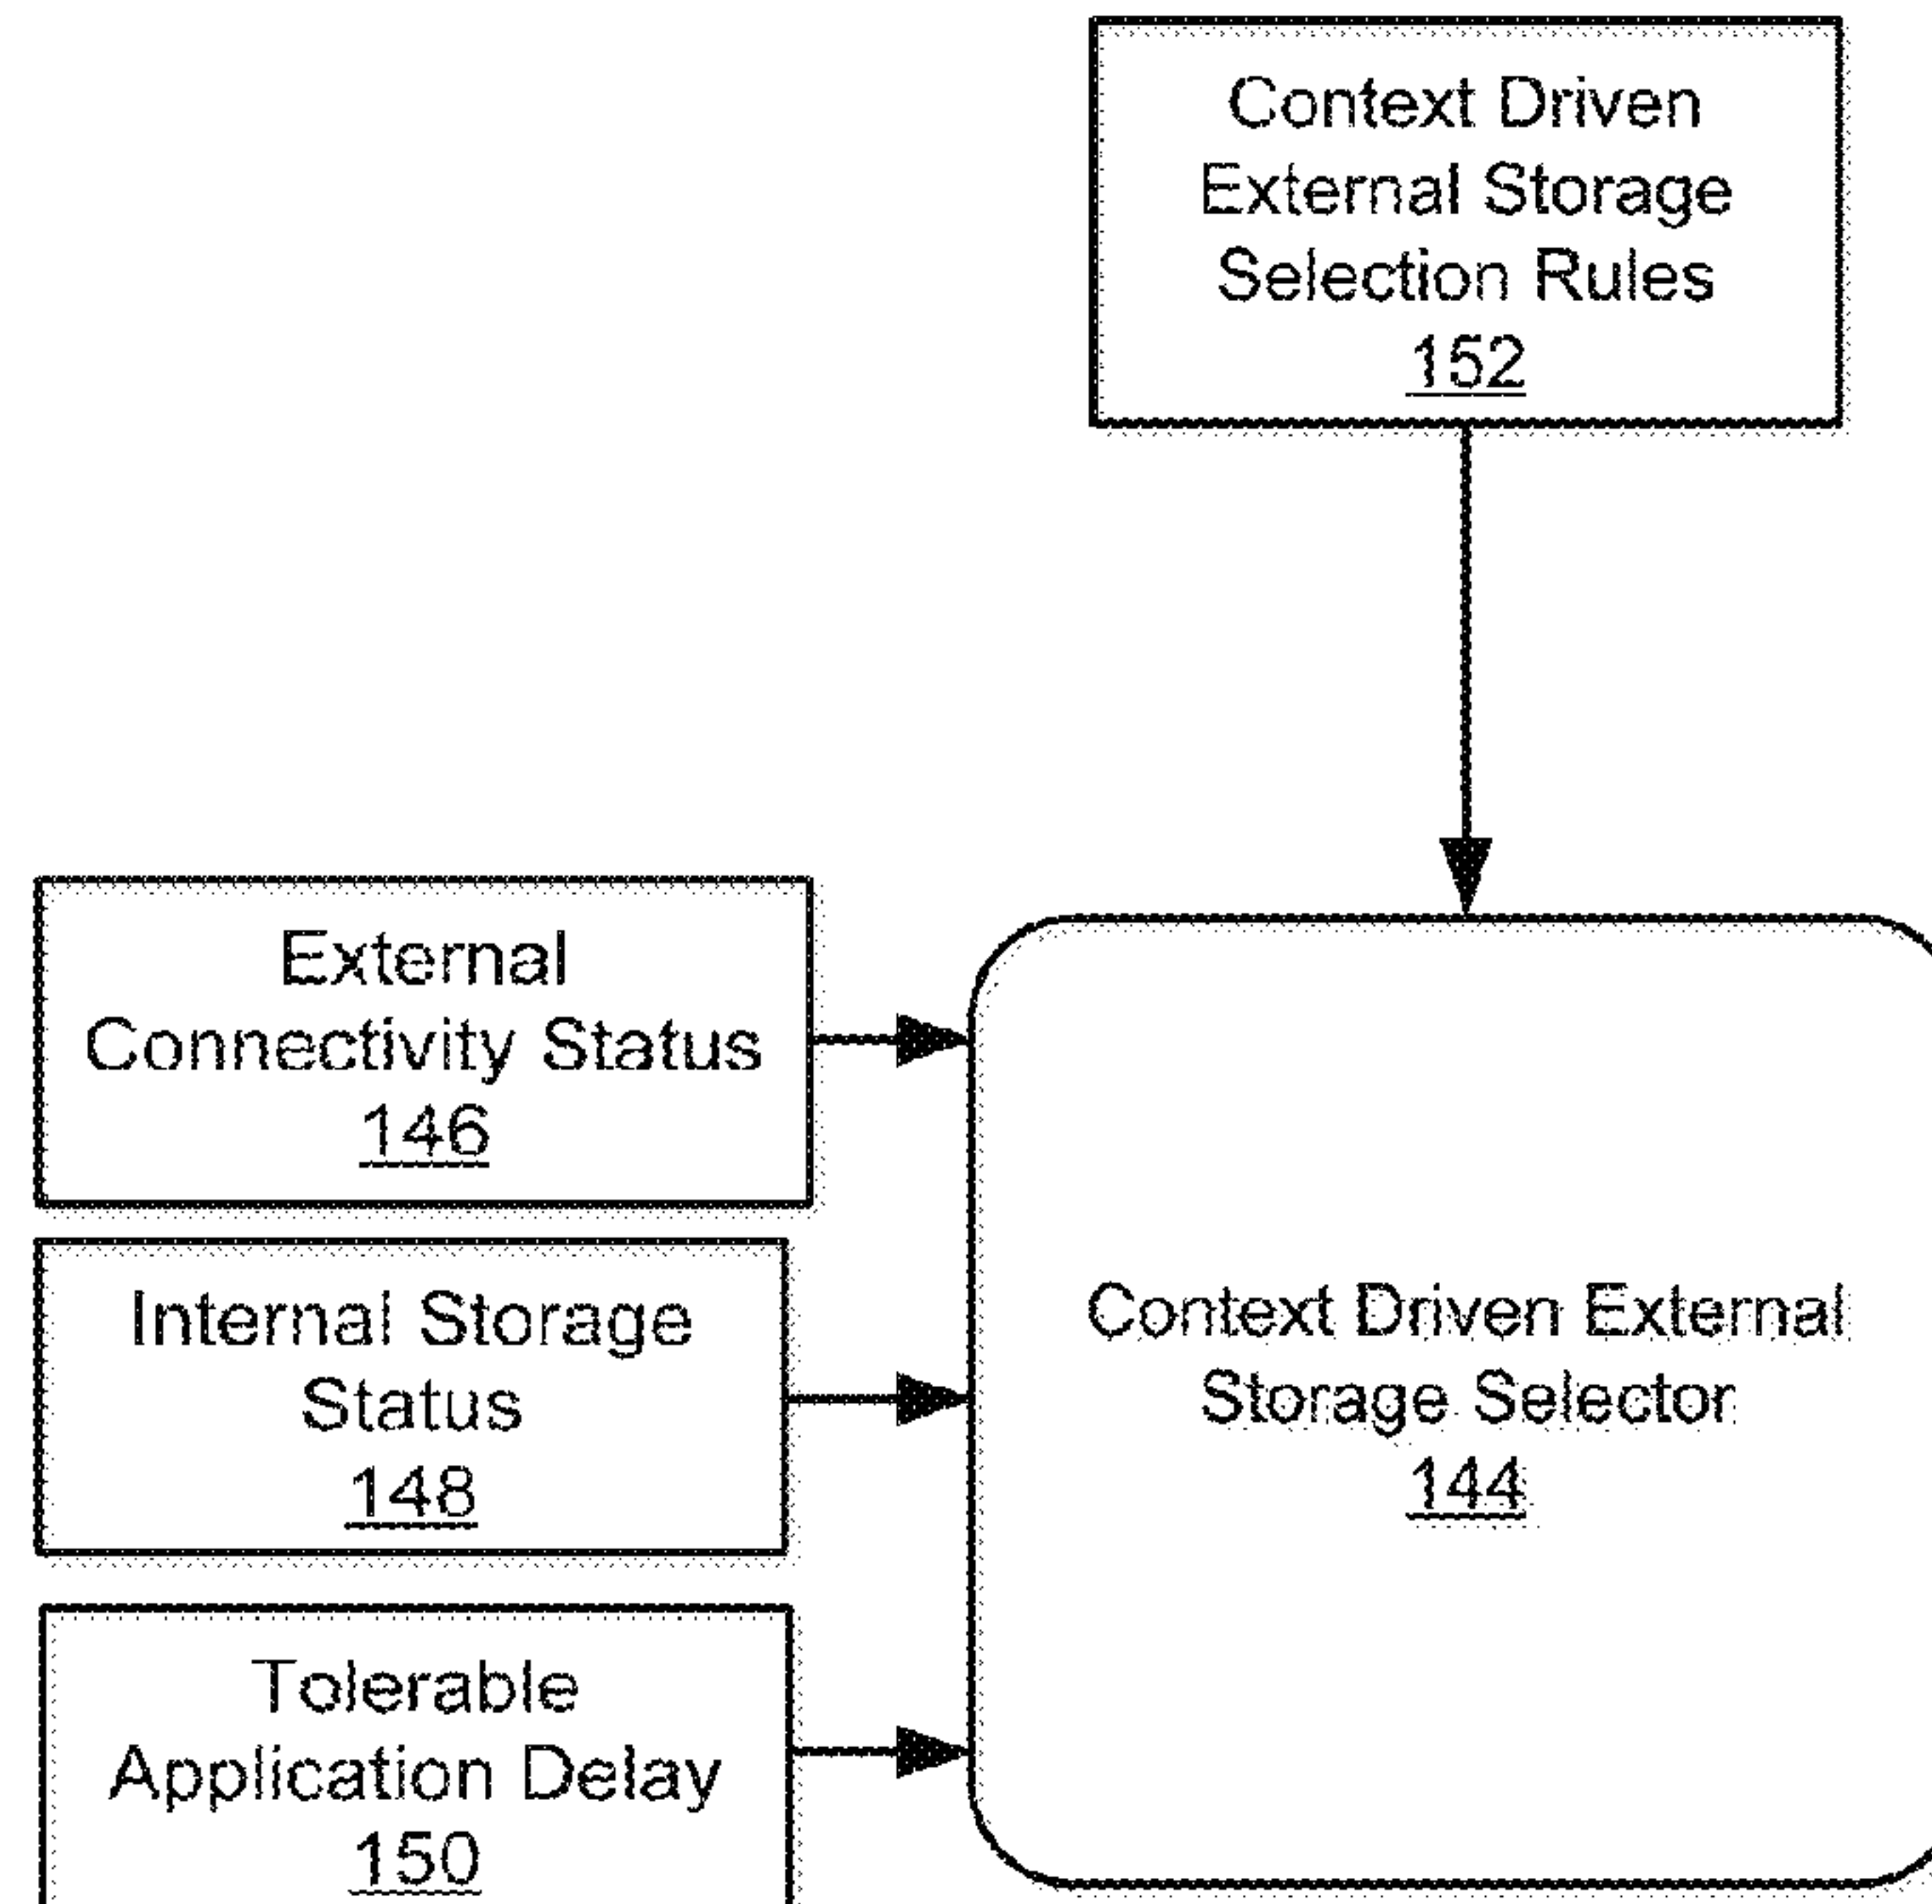 Context Driven
External Storage
Selection Rules
152
External
Connectivity Status
146
Internal Storage
Status
148
Tolerable
Application Delay
150
Context Driven External
Storage Selector
144